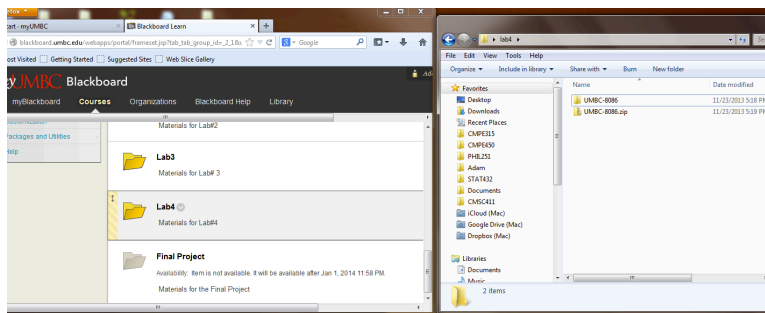 efox
tart - myUMBC
Blackboard Learn
blackboard.umbc.edu/webapps/portal/frameset.jsp?tab_tab_group_id=_2_1&u
Google
ost Visited
Getting Started
Suggested Sites
Web Slice Gallery
myUMBC Blackboard
Ad
myBlackboard
Courses
Organizations
Blackboard Help
Library
Packages and Utilities
Help
Materials for Lab#2
Lab3
Materials for Lab# 3
Lab4
Materials for Lab#4
Final Project
Availability: Item is not available. It will be available after Jan 1, 2014 11:58 PM.
Materials for the Final Project
lab4
File Edit View Tools Help
Organize
Include in library
Share with
Burn
New folder
Name
Date modified
UMBC-8086
11/23/2013 5:18 P
UMBC-8086.zip
11/23/2013 5:19 P
Favorites
Desktop
Downloads
Recent Places
CMPE315
CMPE450
PHIL251
Adam
STAT432
Documents
CMSC411
iCloud (Mac)
Google Drive (Mac)
Dropbox (Mac)
Libraries
Documents
Music
2 items